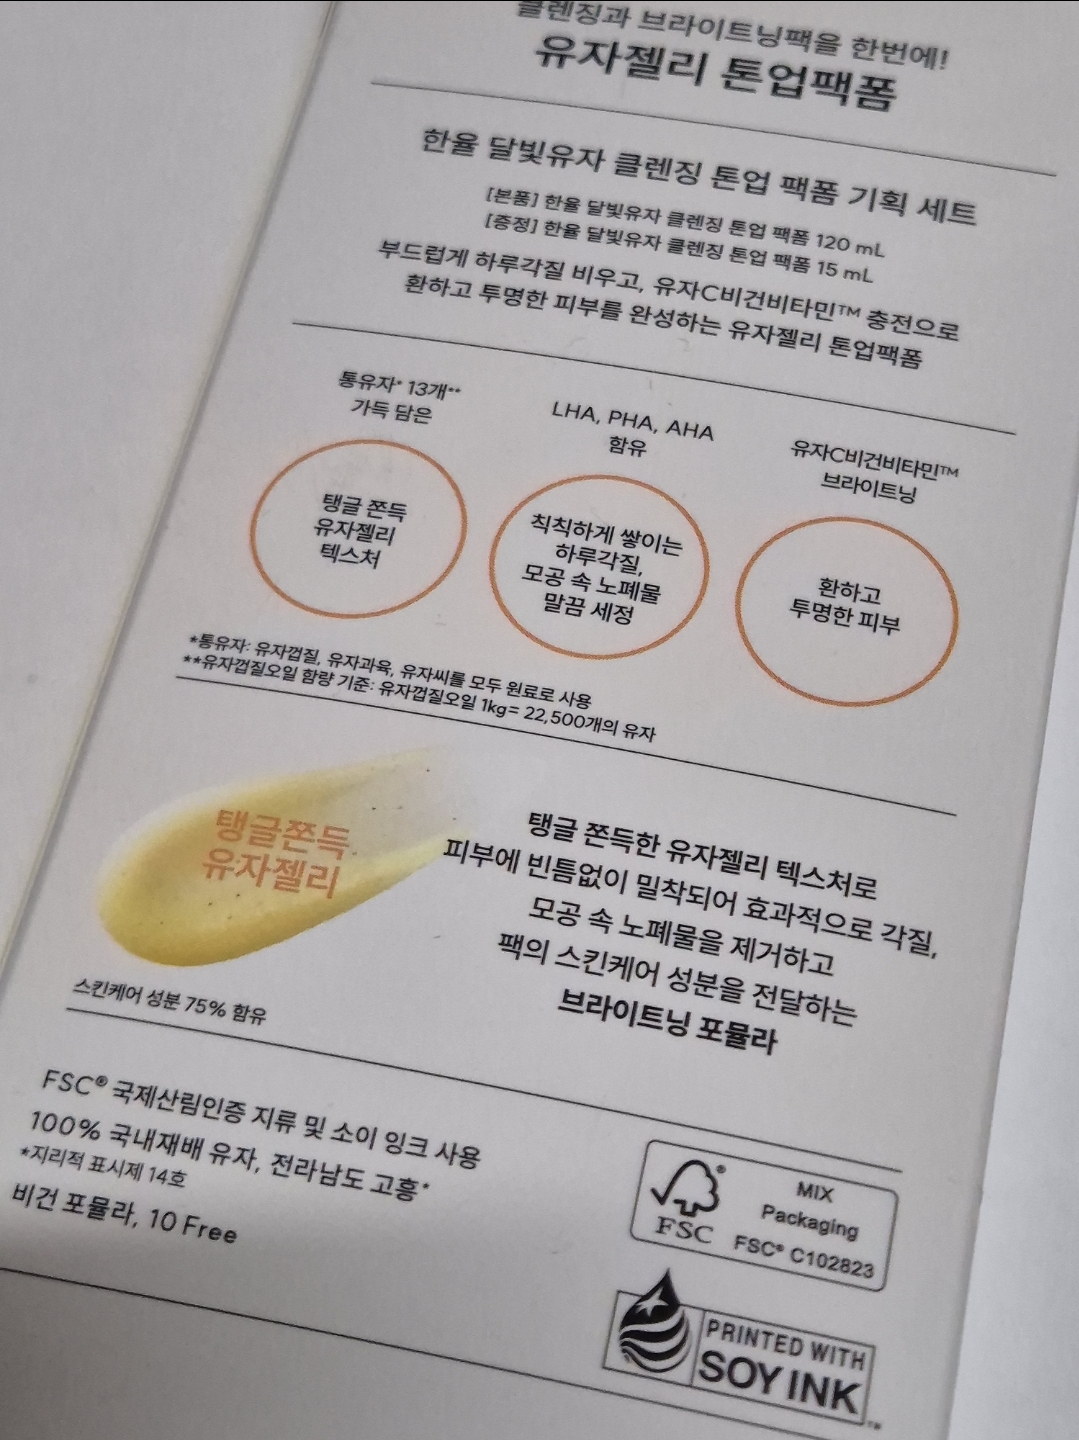 클렌징과 브라이트닝팩을 한번에!
유자젤리 톤업팩폼
한율 달빛유자 클렌징 톤업 팩폼 기획 세트
[본품] 한율 달빛유자 클렌징 톤업 팩폼 120 mL
[증정] 한율 달빛유자 클렌징 톤업 팩폼 15 mL
부드럽게 하루각질 비우고, 유자C비건비타민™ 충전으로
환하고 투명한 피부를 완성하는 유자젤리 톤업팩폼
통유자* 13개**
가득 담은
탱글 쫀득
유자젤리
텍스처
LHA, PHA, AHA
함유
칙칙하게 쌓이는
하루각질,
모공 속 노폐물
말끔 세정
유자C비건비타민™
브라이트닝
환하고
투명한 피부
*통유자: 유자껍질, 유자과육, 유자씨를 모두 원료로 사용
**유자껍질오일 함량 기준: 유자껍질오일 1kg= 22,500개의 유자
탱글쫀득
유자젤리
스킨케어 성분 75% 함유
탱글 쫀득한 유자젤리 텍스처로
피부에 빈틈없이 밀착되어 효과적으로 각질,
모공 속 노폐물을 제거하고
팩의 스킨케어 성분을 전달하는
브라이트닝 포뮬라
FSC® 국제산림인증 지류 및 소이 잉크 사용
100% 국내재배 유자, 전라남도 고흥*
*지리적 표시제 14호
비건 포뮬라, 10 Free
FSC
MIX
Packaging
FSC® C102823
PRINTED WITH
SOY INK™